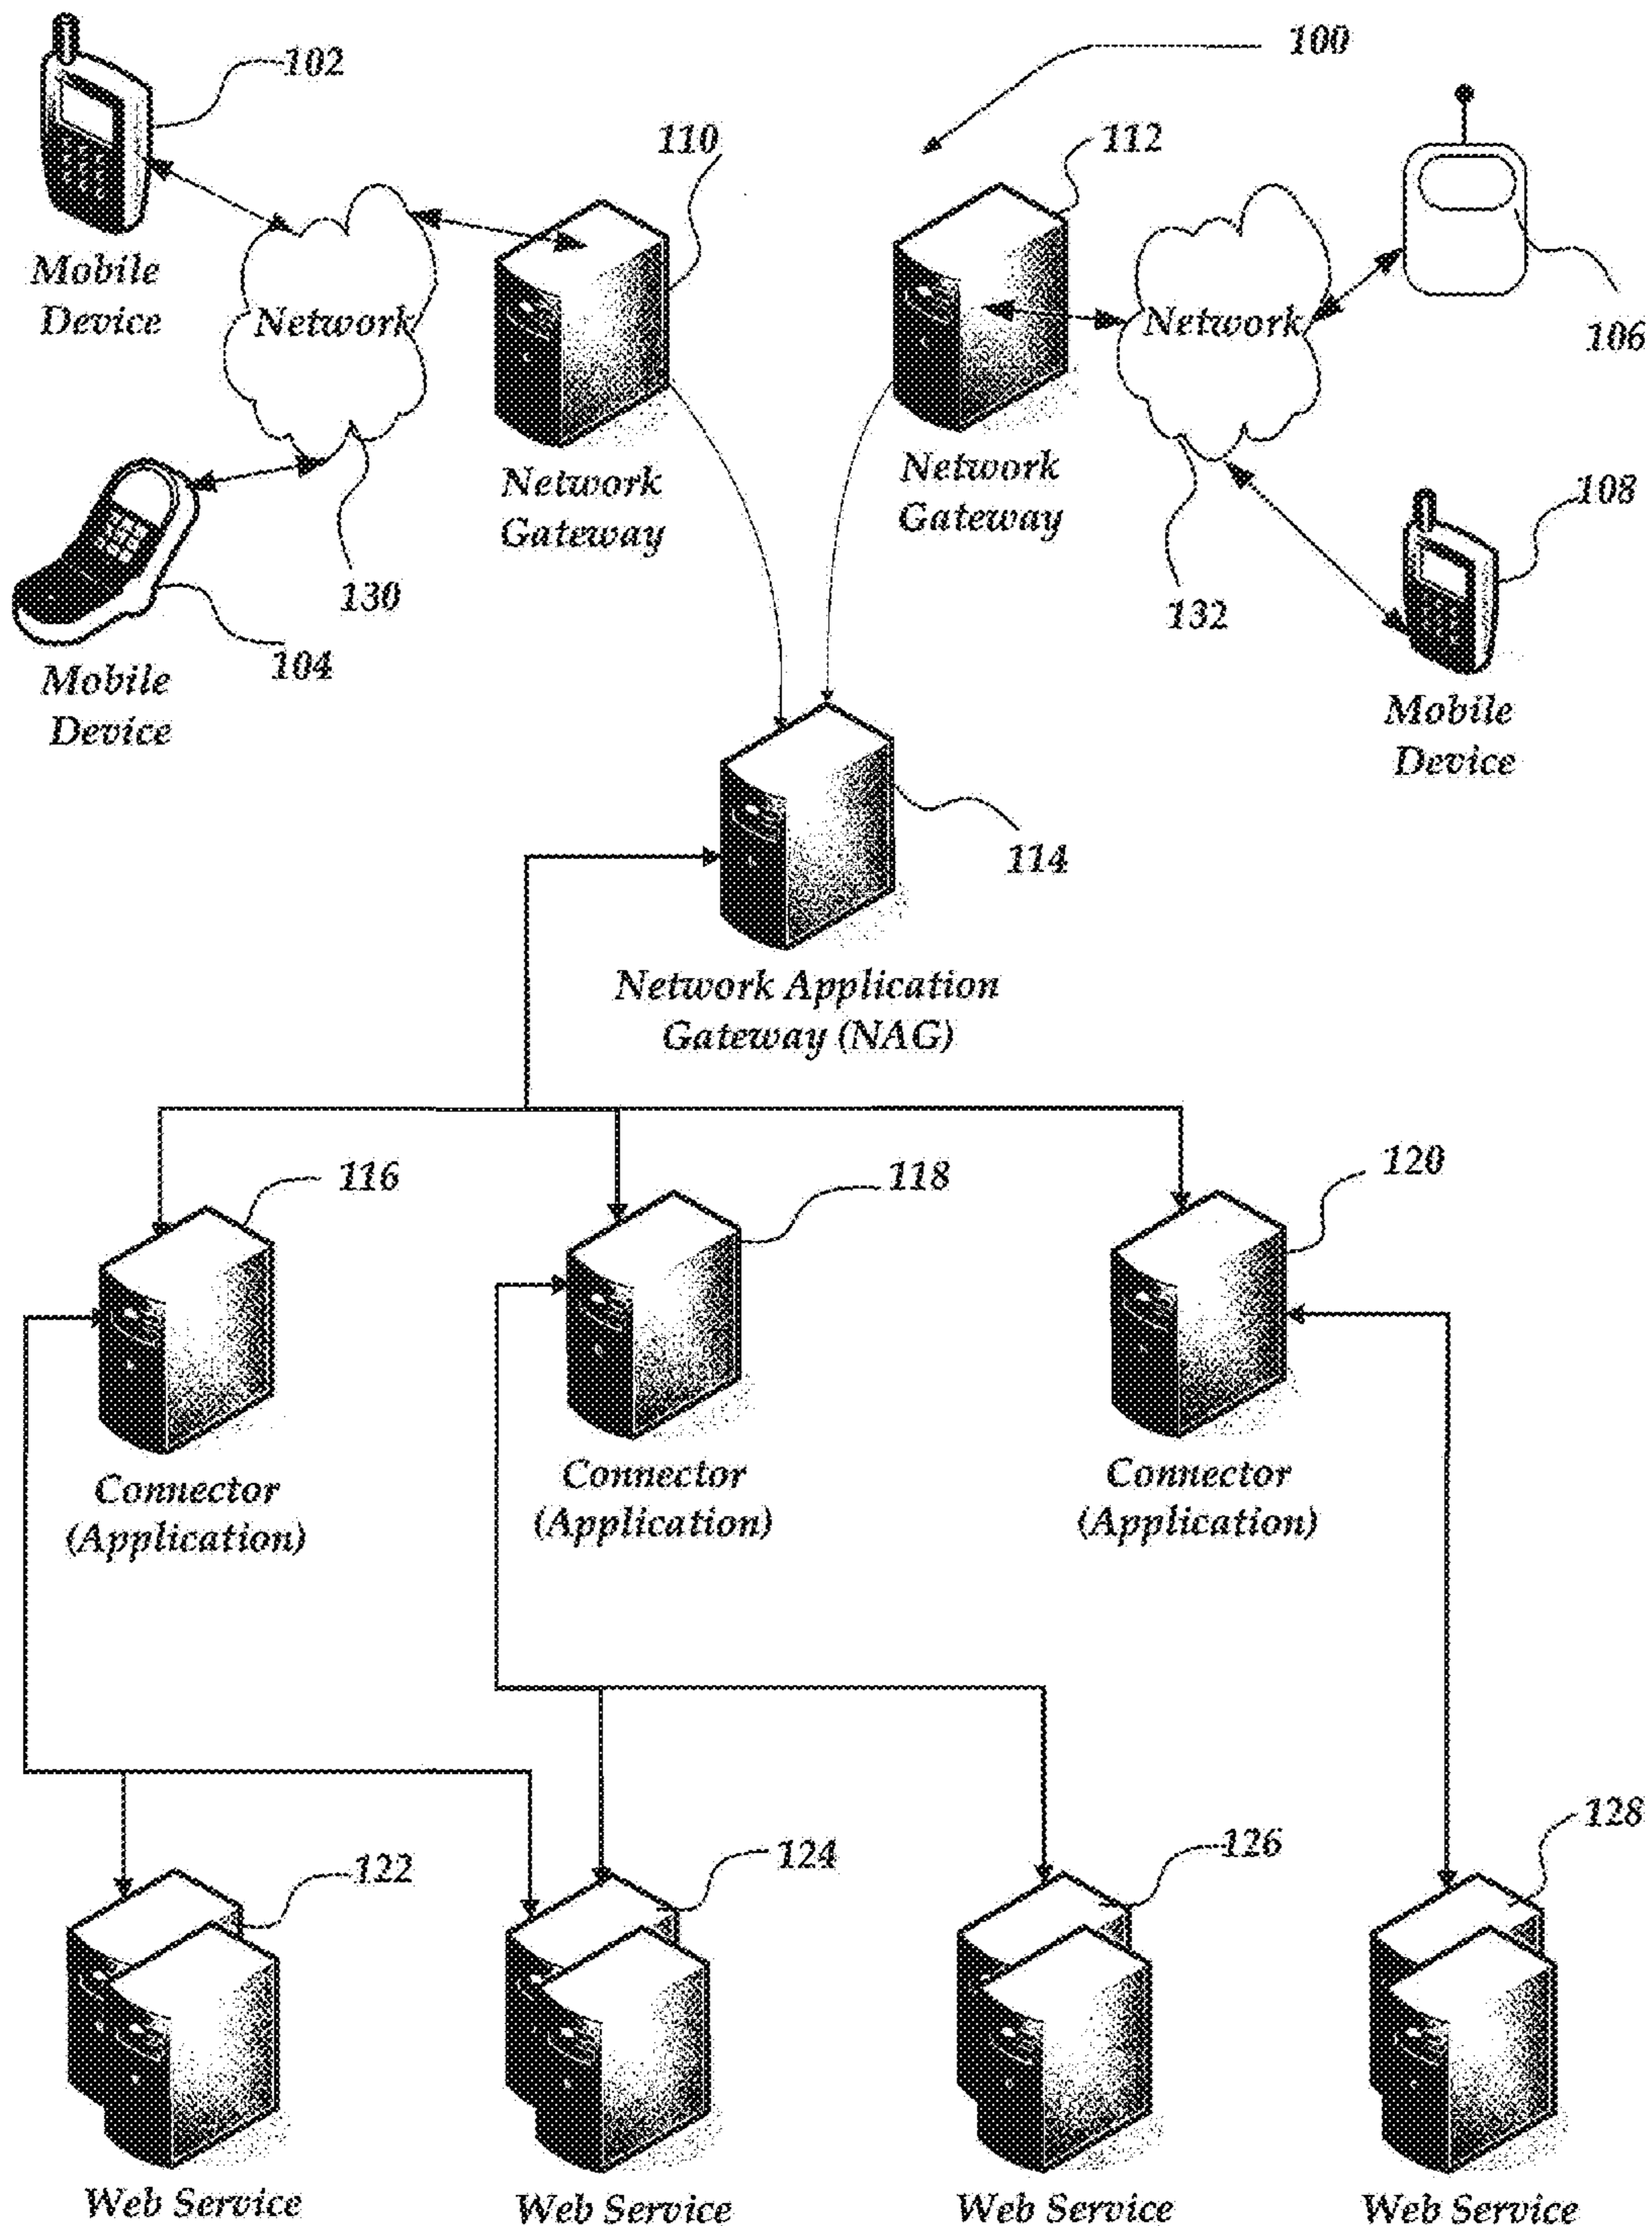 102
100
110
112
Mobile
Device
Network
Network
106
Network
Gateway
Network
Gateway
108
130
132
104
Mobile
Device
Mobile
Device
114
Network Application
Gateway (NAG)
116
118
120
Connector
(Application)
Connector
(Application)
Connector
(Application)
122
124
126
128
Web Service
Web Service
Web Service
Web Service